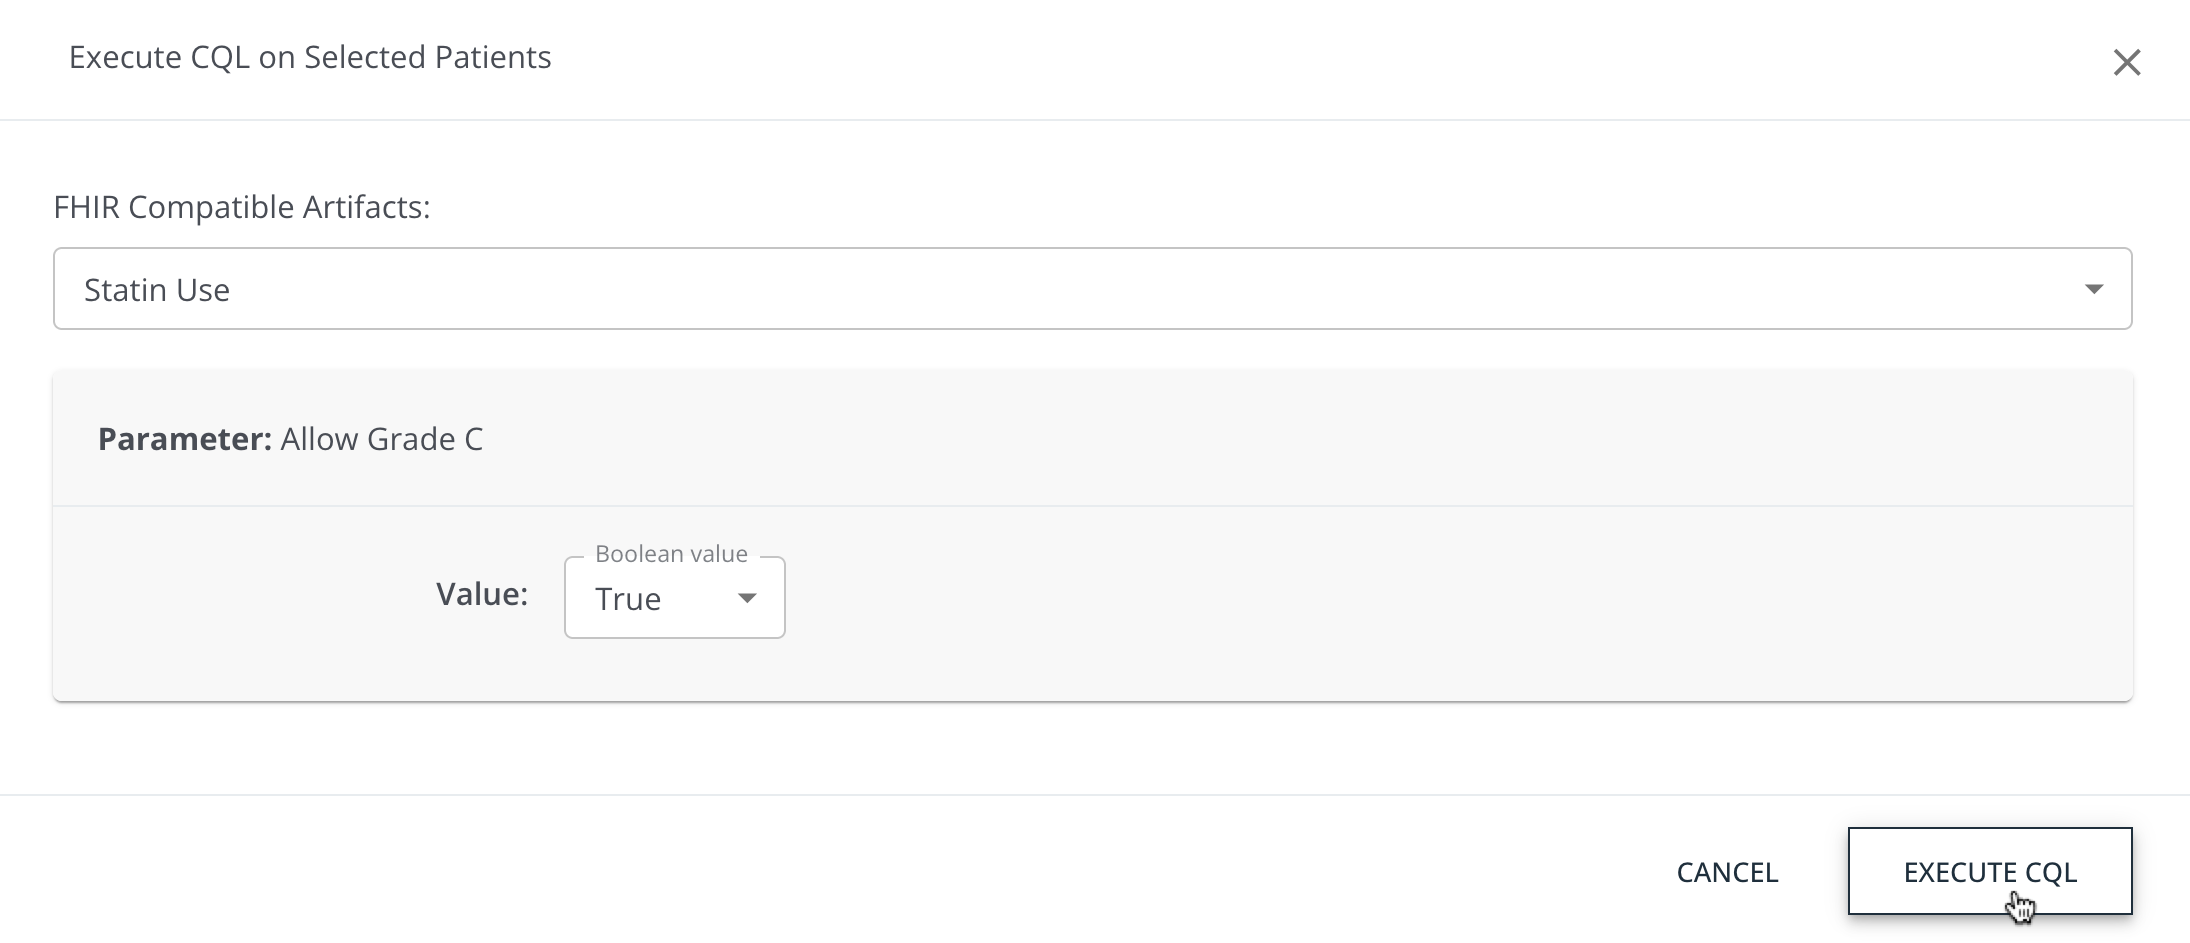 Execute CQL on Selected Patients
FHIR Compatible Artifacts:
Statin Use
Parameter: Allow Grade C
Boolean value
Value: True
CANCEL EXECUTE CQL